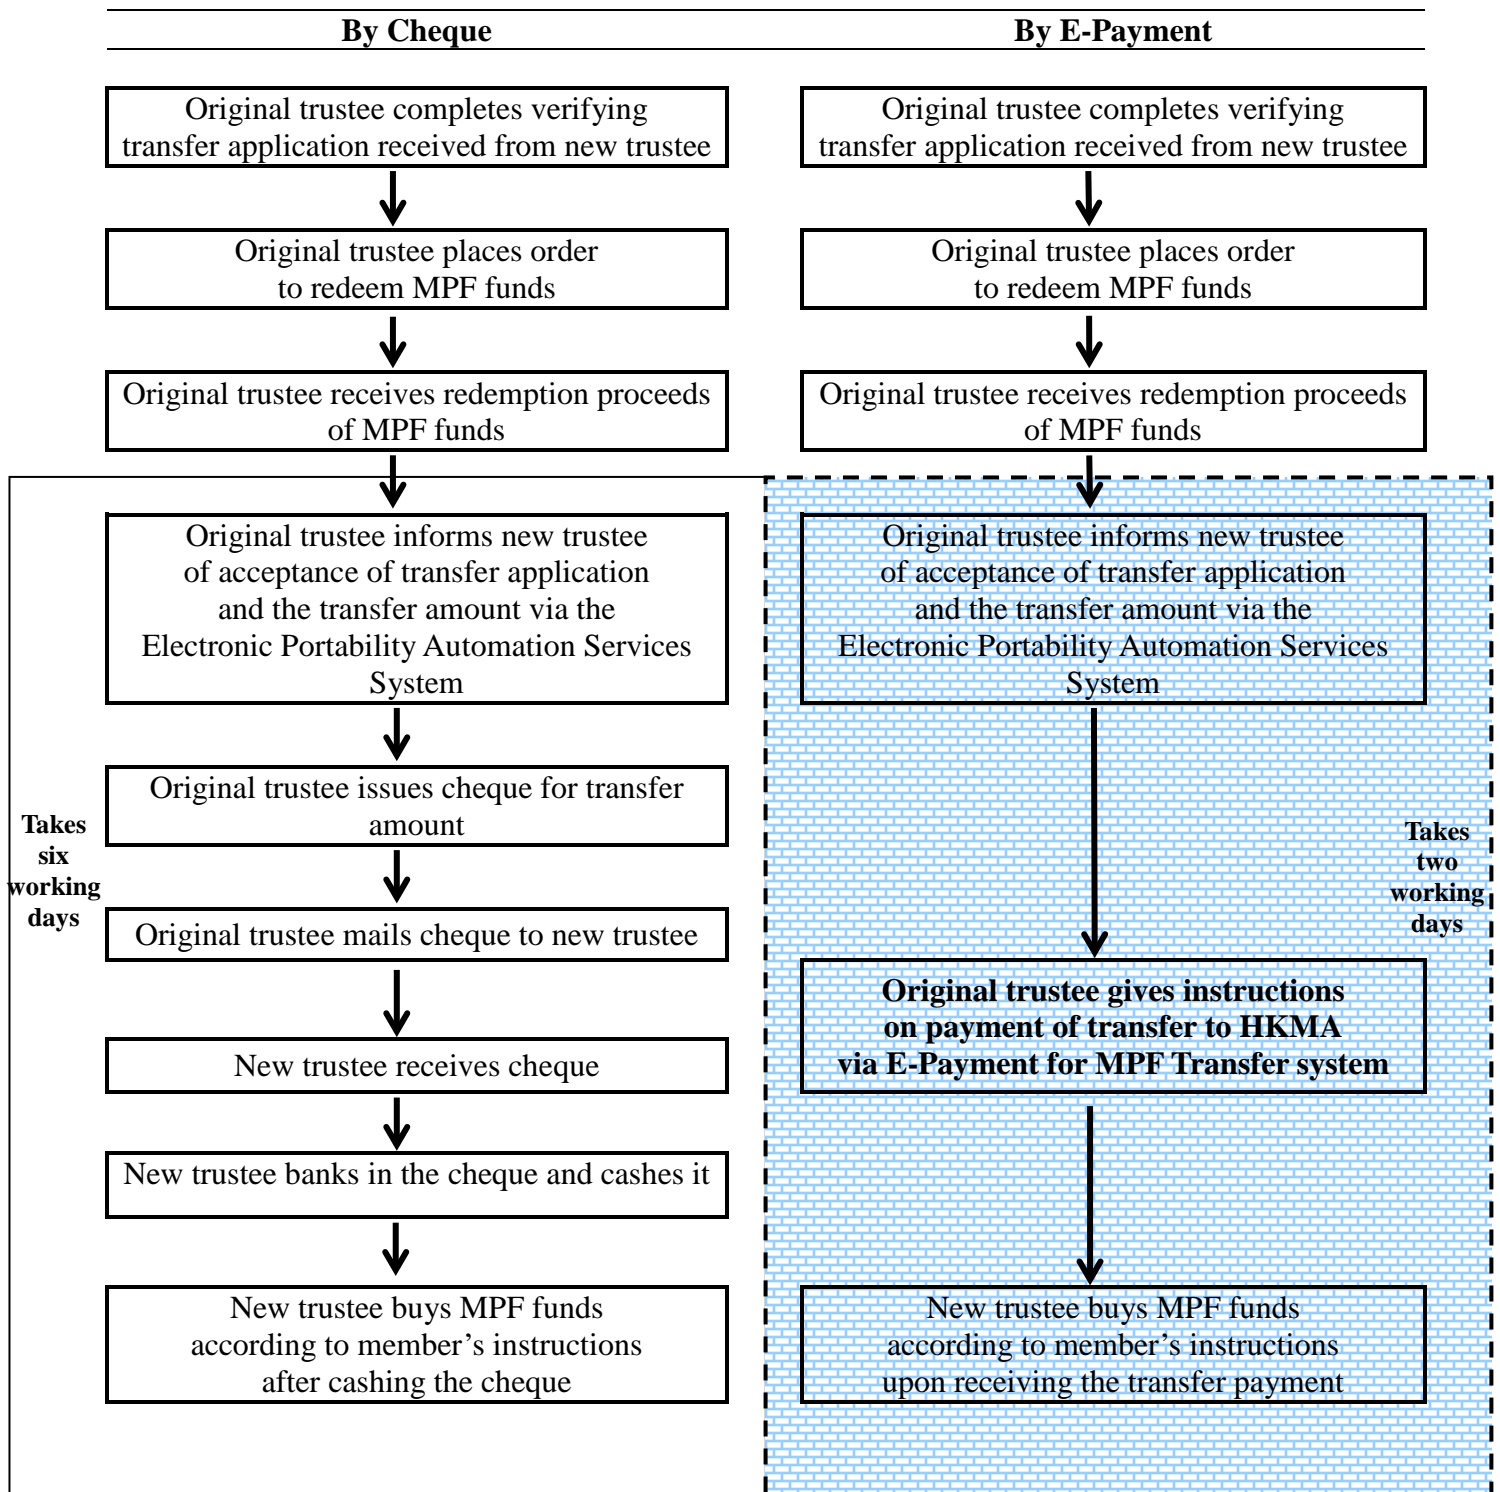 By Cheque
Original trustee completes verifying
transfer application received from new trustee
Original trustee places order
to redeem MPF funds
Original trustee receives redemption proceeds
of MPF funds
Original trustee informs new trustee
of acceptance of transfer application
and the transfer amount via the
Electronic Portability Automation Services
System
Original trustee issues cheque for transfer
amount
Takes
six
working
days
Original trustee mails cheque to new trustee
New trustee receives cheque
New trustee banks in the cheque and cashes it
New trustee buys MPF funds
according to member’s instructions
after cashing the cheque
By E-Payment
Original trustee completes verifying
transfer application received from new trustee
Original trustee places order
to redeem MPF funds
Original trustee receives redemption proceeds
of MPF funds
Original trustee informs new trustee
of acceptance of transfer application
and the transfer amount via the
Electronic Portability Automation Services
System
Takes
two
working
days
Original trustee gives instructions
on payment of transfer to HKMA
via E-Payment for MPF Transfer system
New trustee buys MPF funds
according to member’s instructions
upon receiving the transfer payment